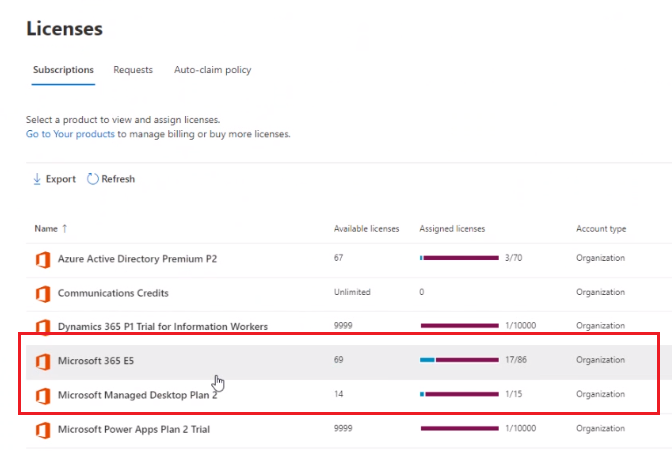 Licenses
Subscriptions Requests Auto-claim policy
Select a product to view and assign licenses.
Go to Your products to manage billing or buy more licenses.
Export Refresh
Name ↑ Available licenses Assigned licenses Account type
Azure Active Directory Premium P2 67 3/70 Organization
Communications Credits Unlimited 0 Organization
Dynamics 365 P1 Trial for Information Workers 9999 1/10000 Organization
Microsoft 365 E5 69 17/86 Organization
Microsoft Managed Desktop Plan 2 14 1/15 Organization
Microsoft Power Apps Plan 2 Trial 9999 1/10000 Organization